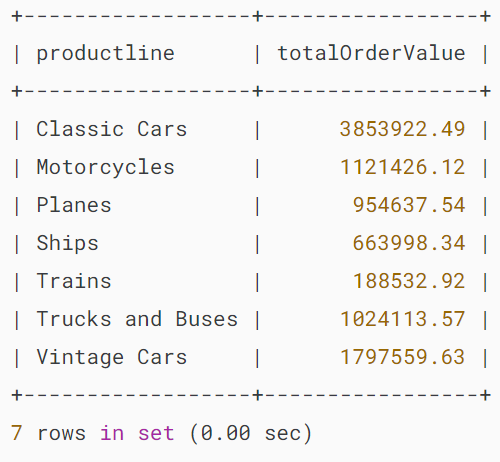 +------------------+-----------------+
| productline      | totalOrderValue |
+------------------+-----------------+
| Classic Cars     |      3853922.49 |
| Motorcycles      |      1121426.12 |
| Planes           |       954637.54 |
| Ships            |       663998.34 |
| Trains           |       188532.92 |
| Trucks and Buses |      1024113.57 |
| Vintage Cars     |      1797559.63 |
+------------------+-----------------+
7 rows in set (0.00 sec)